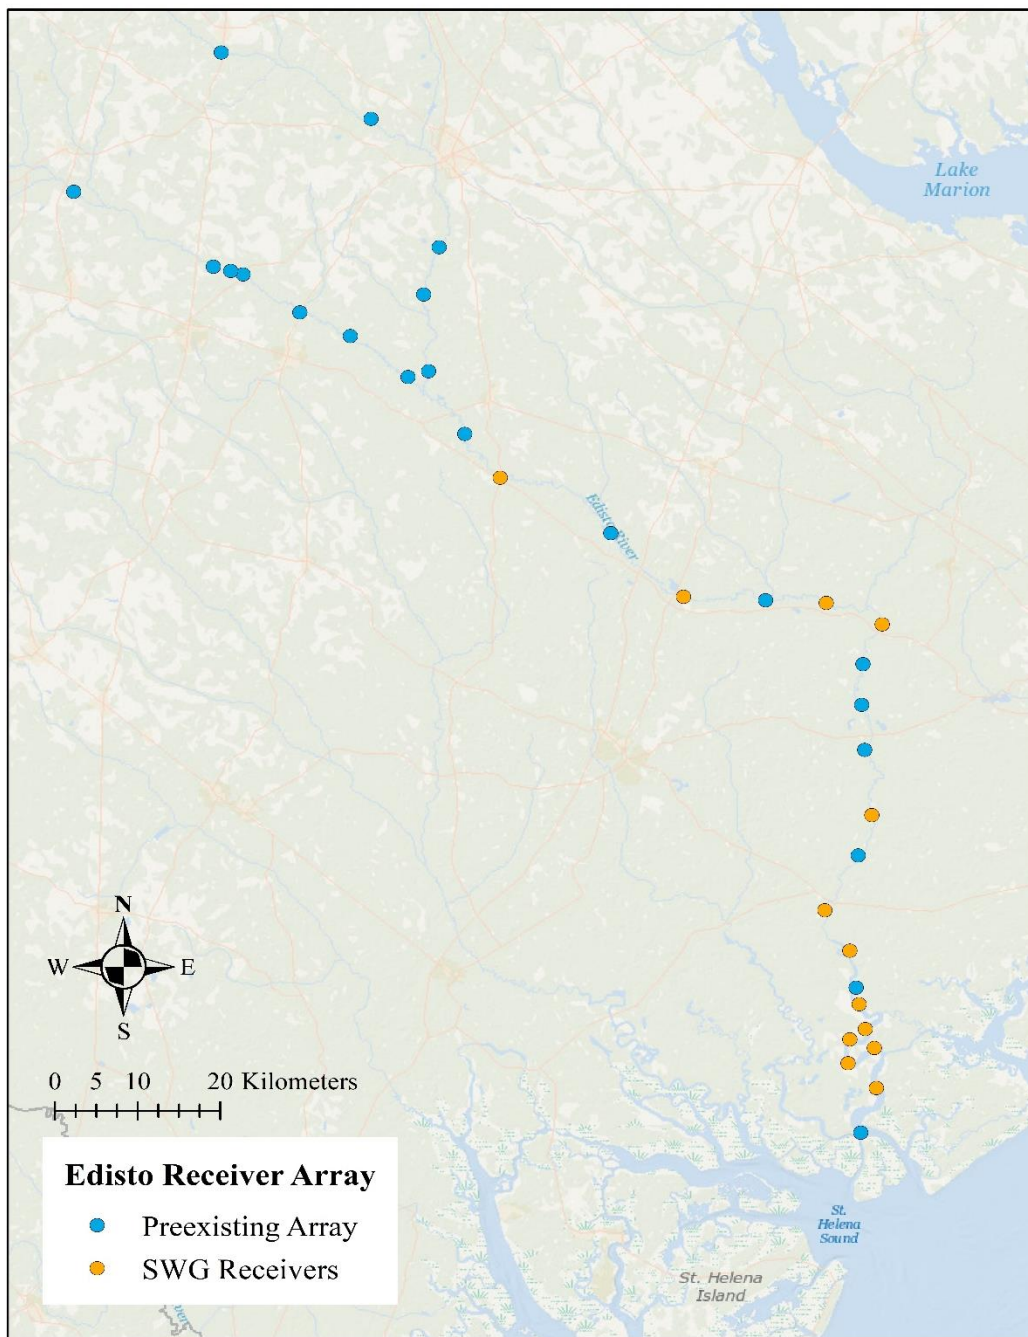 Lake
Marion
Edisto River
N
W
E
S
0 5 10 20 Kilometers
Edisto Receiver Array
Preexisting Array
SWG Receivers
St.
Helena
Sound
St. Helena
Island